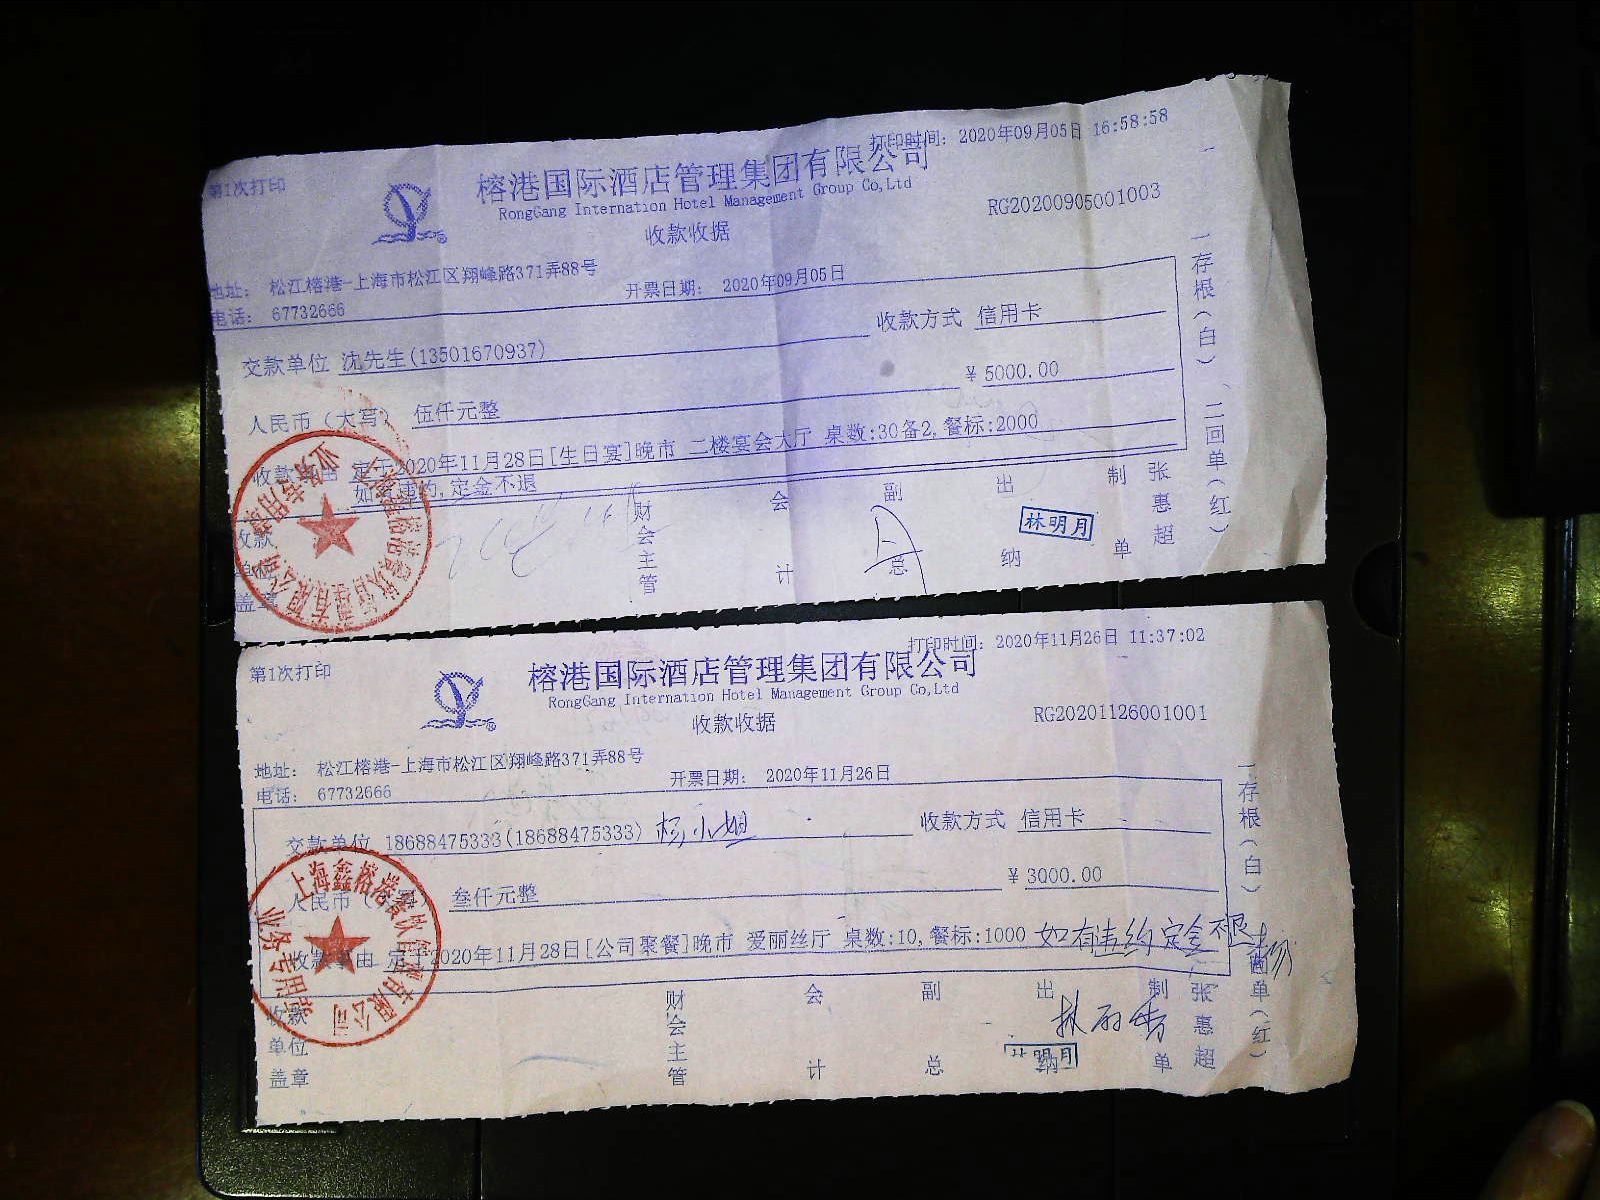 第1次打印
打印时间: 2020年09月05日 16:58:58
榕港国际酒店管理集团有限公司
RongGang Internation Hotel Management Group Co,Ltd
RG20200905001003
收款收据
地址: 松江榕港-上海市松江区翔峰路371弄88号
开票日期: 2020年09月05日
电话: 67732666
交款单位 沈先生(13501670937)
收款方式 信用卡
人民币(大写) 伍仟元整
¥ 5000.00
收款事由 定于2020年11月28日[生日宴]晚市 二楼宴会大厅 桌数:30备2,餐标:2000
如有违约,定金不退
收款单位盖章
财会主管
会计
副总
出纳
林明月
制单
张惠超
一存根(白) 二回单(红)
第1次打印
打印时间: 2020年11月26日 11:37:02
榕港国际酒店管理集团有限公司
RongGang Internation Hotel Management Group Co,Ltd
RG20201126001001
收款收据
地址: 松江榕港-上海市松江区翔峰路371弄88号
开票日期: 2020年11月26日
电话: 67732666
交款单位 18688475333(18688475333) 杨小姐
收款方式 信用卡
人民币(大写) 叁仟元整
¥ 3000.00
收款事由 定于2020年11月28日[公司聚餐]晚市 爱丽丝厅 桌数:10,餐标:1000 如有违约定金不退
上海鑫榕港餐饮管理有限公司
业务专用章
收款单位盖章
财会主管
会计
副总
出纳
林明月
制单
张惠超
一存根(白) 二回单(红)